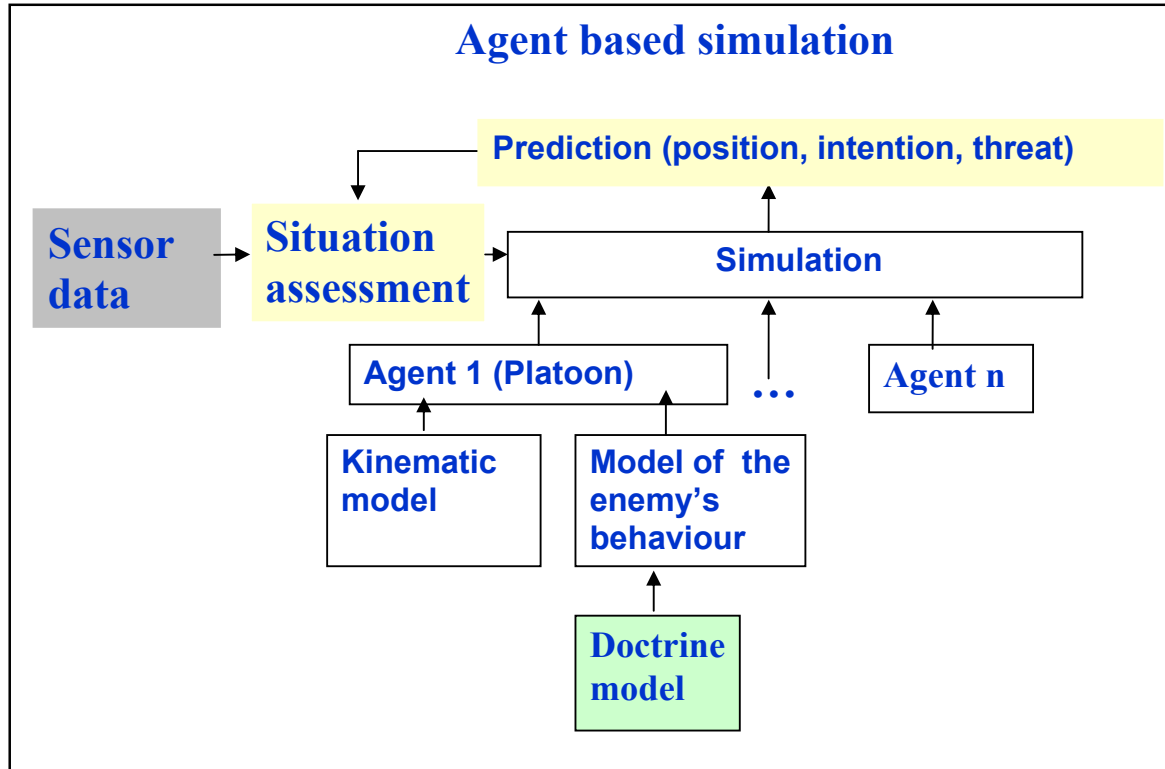 Agent based simulation
Prediction (position, intention, threat)
Sensor
data
Situation
assessment
Simulation
Agent 1 (Platoon)
...
Agent n
Kinematic
model
Model of the
enemy’s
behaviour
Doctrine
model